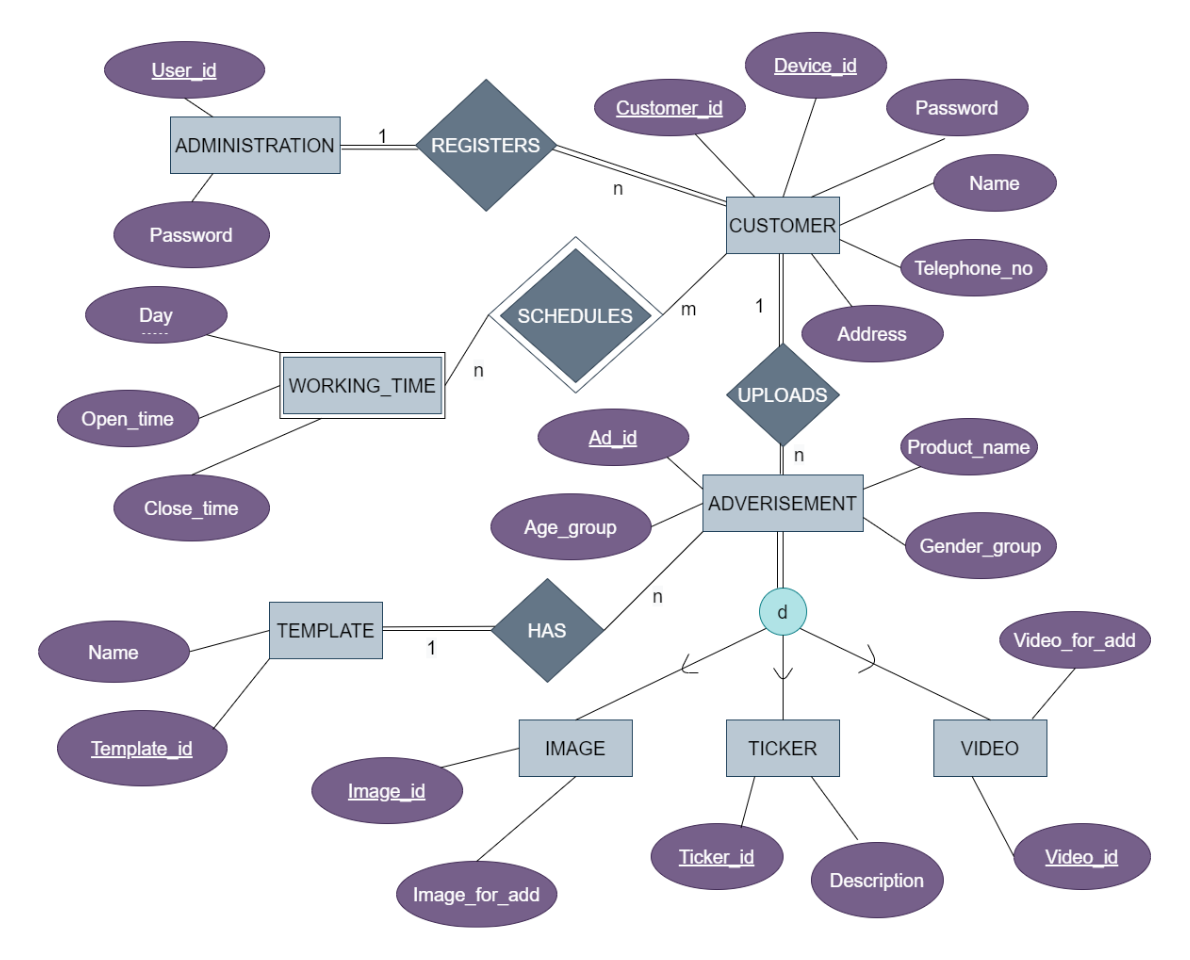 User_id
Device_id
Customer_id
Password
ADMINISTRATION
1
REGISTERS
n
Name
Password
CUSTOMER
Telephone_no
Day
SCHEDULES
m
1
Address
n
WORKING_TIME
UPLOADS
Open_time
Ad_id
n
Product_name
Close_time
ADVERISEMENT
Age_group
Gender_group
n
d
TEMPLATE
1
HAS
Name
Video_for_add
Template_id
IMAGE
TICKER
VIDEO
Image_id
Ticker_id
Description
Video_id
Image_for_add